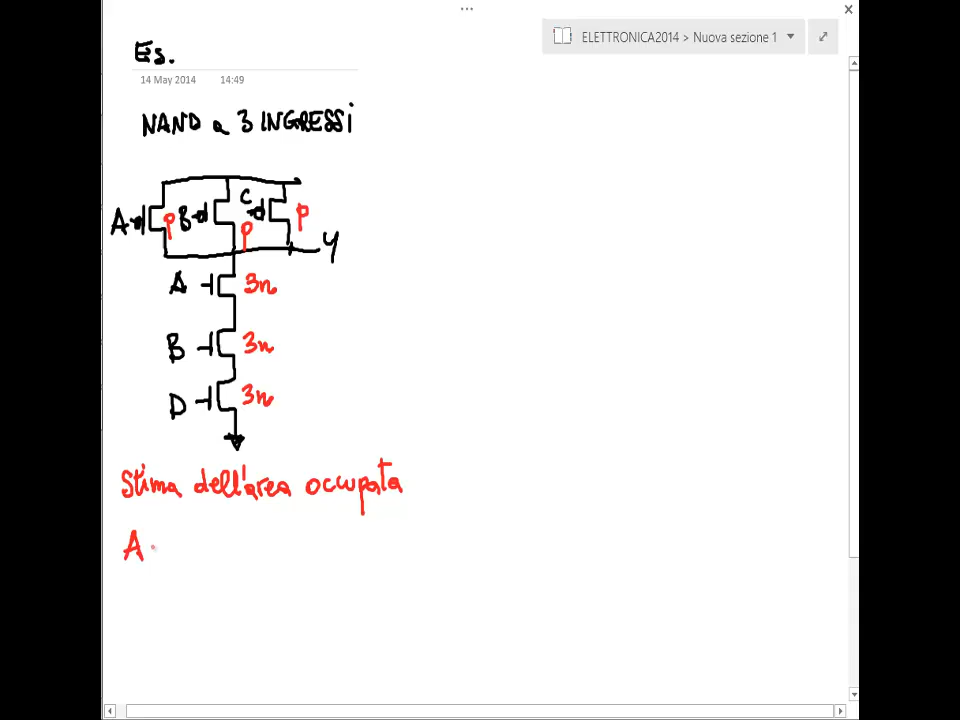 ELETTRONICA2014 > Nuova sezione 1
Es.
14 May 2014 14:49
NAND a 3 INGRESSI
A p B p C p
Y
A 3n
B 3n
D 3n
Stima dell'area occupata
A